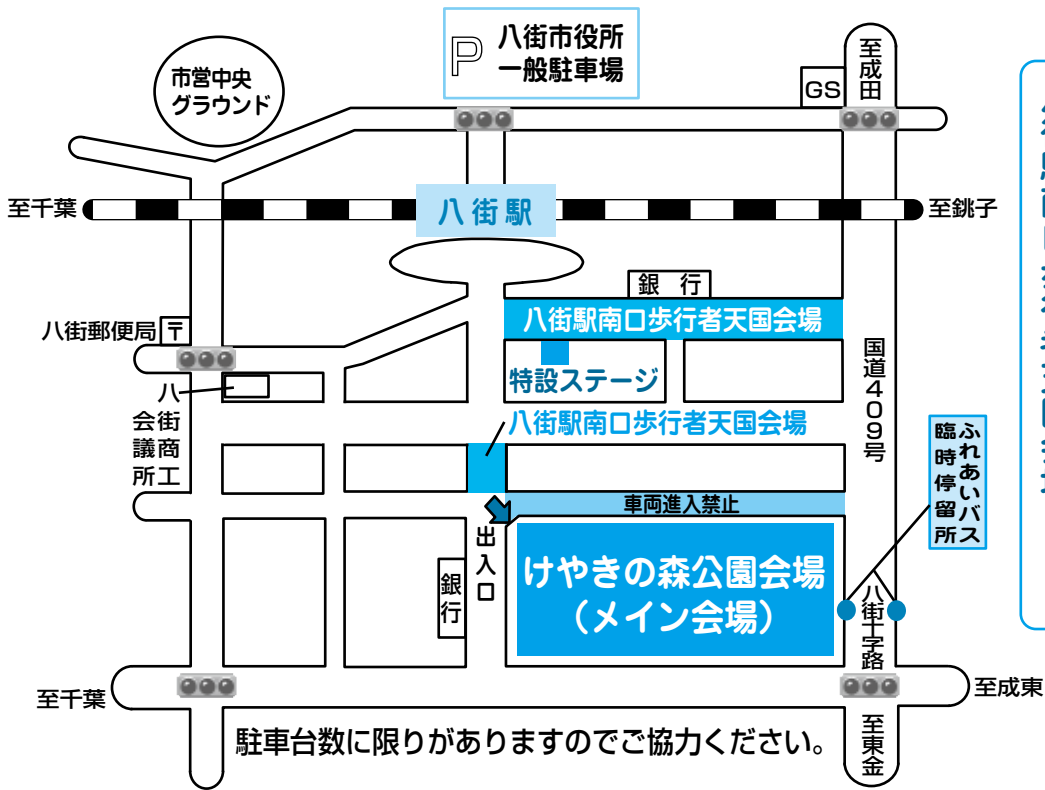 八街市役所
一般駐車場
P
市営中央
グラウンド
GS
至成田
至千葉
八街駅
至銚子
銀行
八街駅南口歩行者天国会場
八街郵便局
〒
特設ステージ
国道409号
八街商工
会議所
八街駅南口歩行者天国会場
ふれあいバス
臨時停留所
車両進入禁止
出入口
けやきの森公園会場
（メイン会場）
銀行
八街十字路
至千葉
至成東
至東金
駐車台数に限りがありますのでご協力ください。